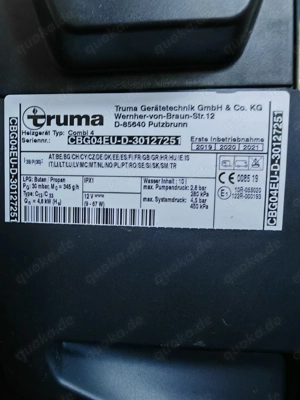 truma
Truma Gerätetechnik GmbH & Co. KG
Wernher-von-Braun-Str. 12
D-85640 Putzbrunn
Heizgerät Typ: Combi 4
Seriennr.: CBG04EU-D-30127251
Erste Inbetriebnahme
2019 2020 2021
AT/BE/BG/CH/CY/CZ/DE/DK/EE/ES/FI/FR/GB/GR/HR/HU/IE/IS
IT/LI/LT/LU/LV/MC/MT/NL/NO/PL/PT/RO/SE/SI/SK/TR/UA
LPG: Butan / Propan
IPX1
Wasser Inhalt: 10 l
Pumpendruck max: 2,8 bar
280 kPa
Systemdruck max: 4,5 bar
450 kPa
12 V
CE 0085 19
CBG04EU-D-30127251
CBG04EU-D-30127251
quoka.de